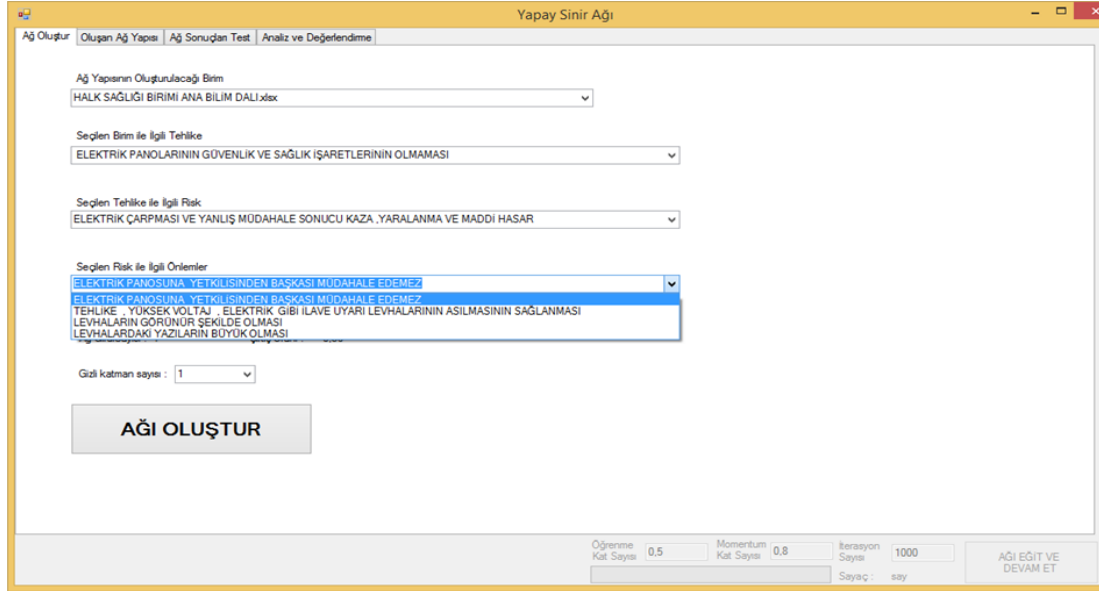 Yapay Sinir Ağı
Ağ Oluştur Oluşan Ağ Yapısı Ağ Sonuçları Test Analiz ve Değerlendirme
Ağ Yapısının Oluşturulacağı Birim
HALK SAĞLIĞI BİRİMİ ANA BİLİM DALI.xlsx
Seçilen Birim ile İlgili Tehlike
ELEKTRİK PANOLARININ GÜVENLİK VE SAĞLIK İŞARETLERİNİN OLMAMASI
Seçilen Tehlike ile İlgili Risk
ELEKTRİK ÇARPMASI VE YANLIŞ MÜDAHALE SONUCU KAZA ,YARALANMA VE MADDİ HASAR
Seçilen Risk ile İlgili Önlemler
ELEKTRİK PANOSUNA YETKİLİSİNDEN BAŞKASI MÜDAHALE EDEMEZ
ELEKTRİK PANOSUNA YETKİLİSİNDEN BAŞKASI MÜDAHALE EDEMEZ
TEHLİKE , YÜKSEK VOLTAJ , ELEKTRİK GİBİ İLAVE UYARI LEVHALARININ ASILMASININ SAĞLANMASI
LEVHALARIN GÖRÜNÜR ŞEKİLDE OLMASI
LEVHALARDAKİ YAZILARIN BÜYÜK OLMASI
Gizli katman sayısı : 1
AĞI OLUŞTUR
Öğrenme Kat Sayısı 0,5
Momentum Kat Sayısı 0,8
İterasyon Sayısı 1000
Sayaç : say
AĞI EĞİT VE
DEVAM ET